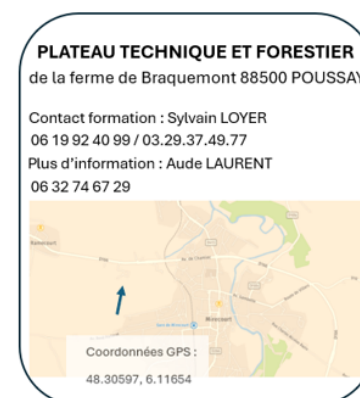 PLATEAU TECHNIQUE ET FORESTIER
de la ferme de Braquemont 88500 POUSSAY
Contact formation : Sylvain LOYER
06 19 92 40 99 / 03.29.37.49.77
Plus d'information : Aude LAURENT
06 32 74 67 29
Ramecourt
Mirecourt
Coordonnées GPS :
48.30597, 6.11654